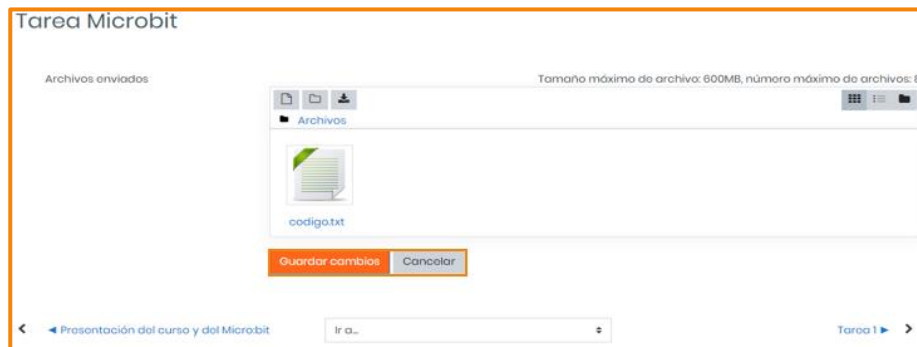 Tarea Microbit
Archivos enviados
Tamaño máximo de archivo: 600MB, número máximo de archivos: 8
Archivos
codigo.txt
Guardar cambios Cancelar
◄ Presentación del curso y del Micro:bit
Ir a...
Tarea 1 ►